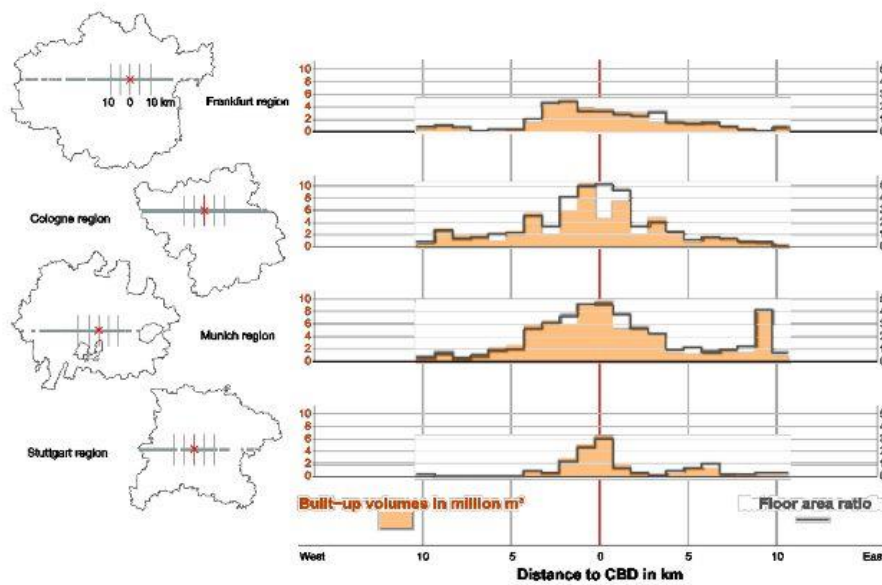 10 0 10 km
Frankfurt region
Cologne region
Munich region
Stuttgart region
10
8
6
4
2
0
10
8
6
4
2
0
10
8
6
4
2
0
10
8
6
4
2
0
Built-up volumes in million m³
Floor area ratio
West 10 5 0 5 10 East
Distance to CBD in km